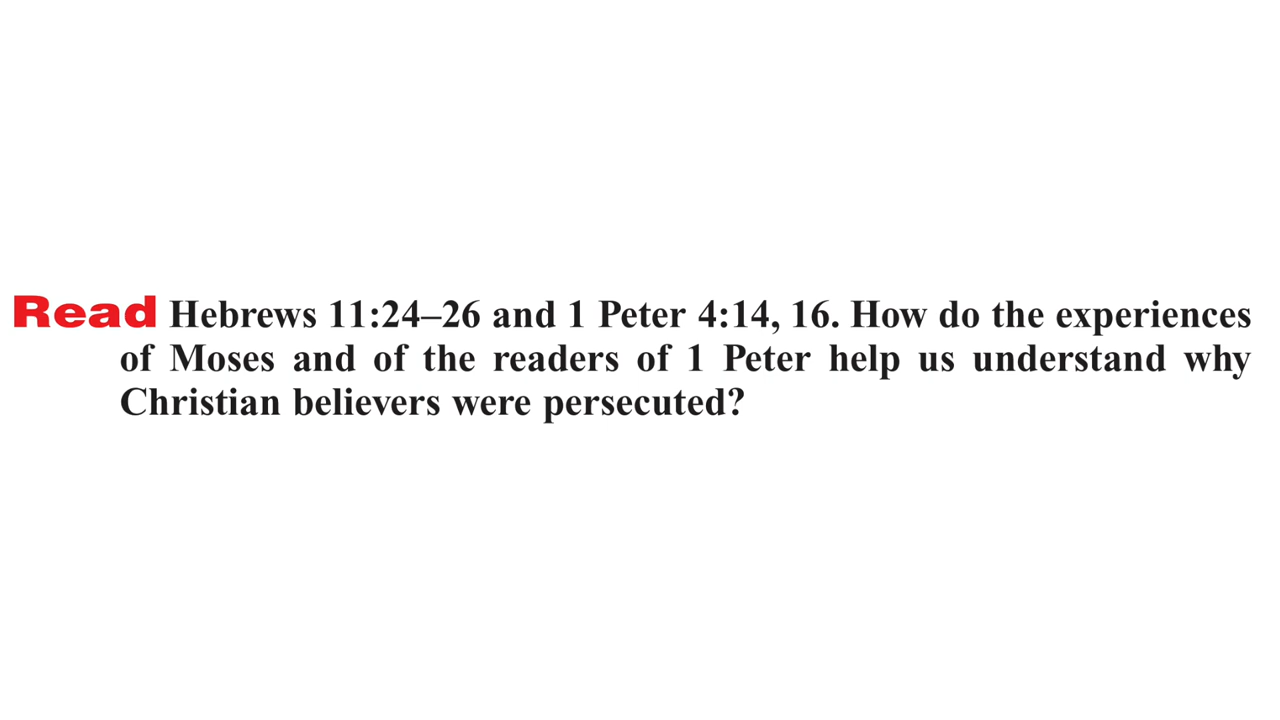 Read Hebrews 11:24–26 and 1 Peter 4:14, 16. How do the experiences
of Moses and of the readers of 1 Peter help us understand why
Christian believers were persecuted?